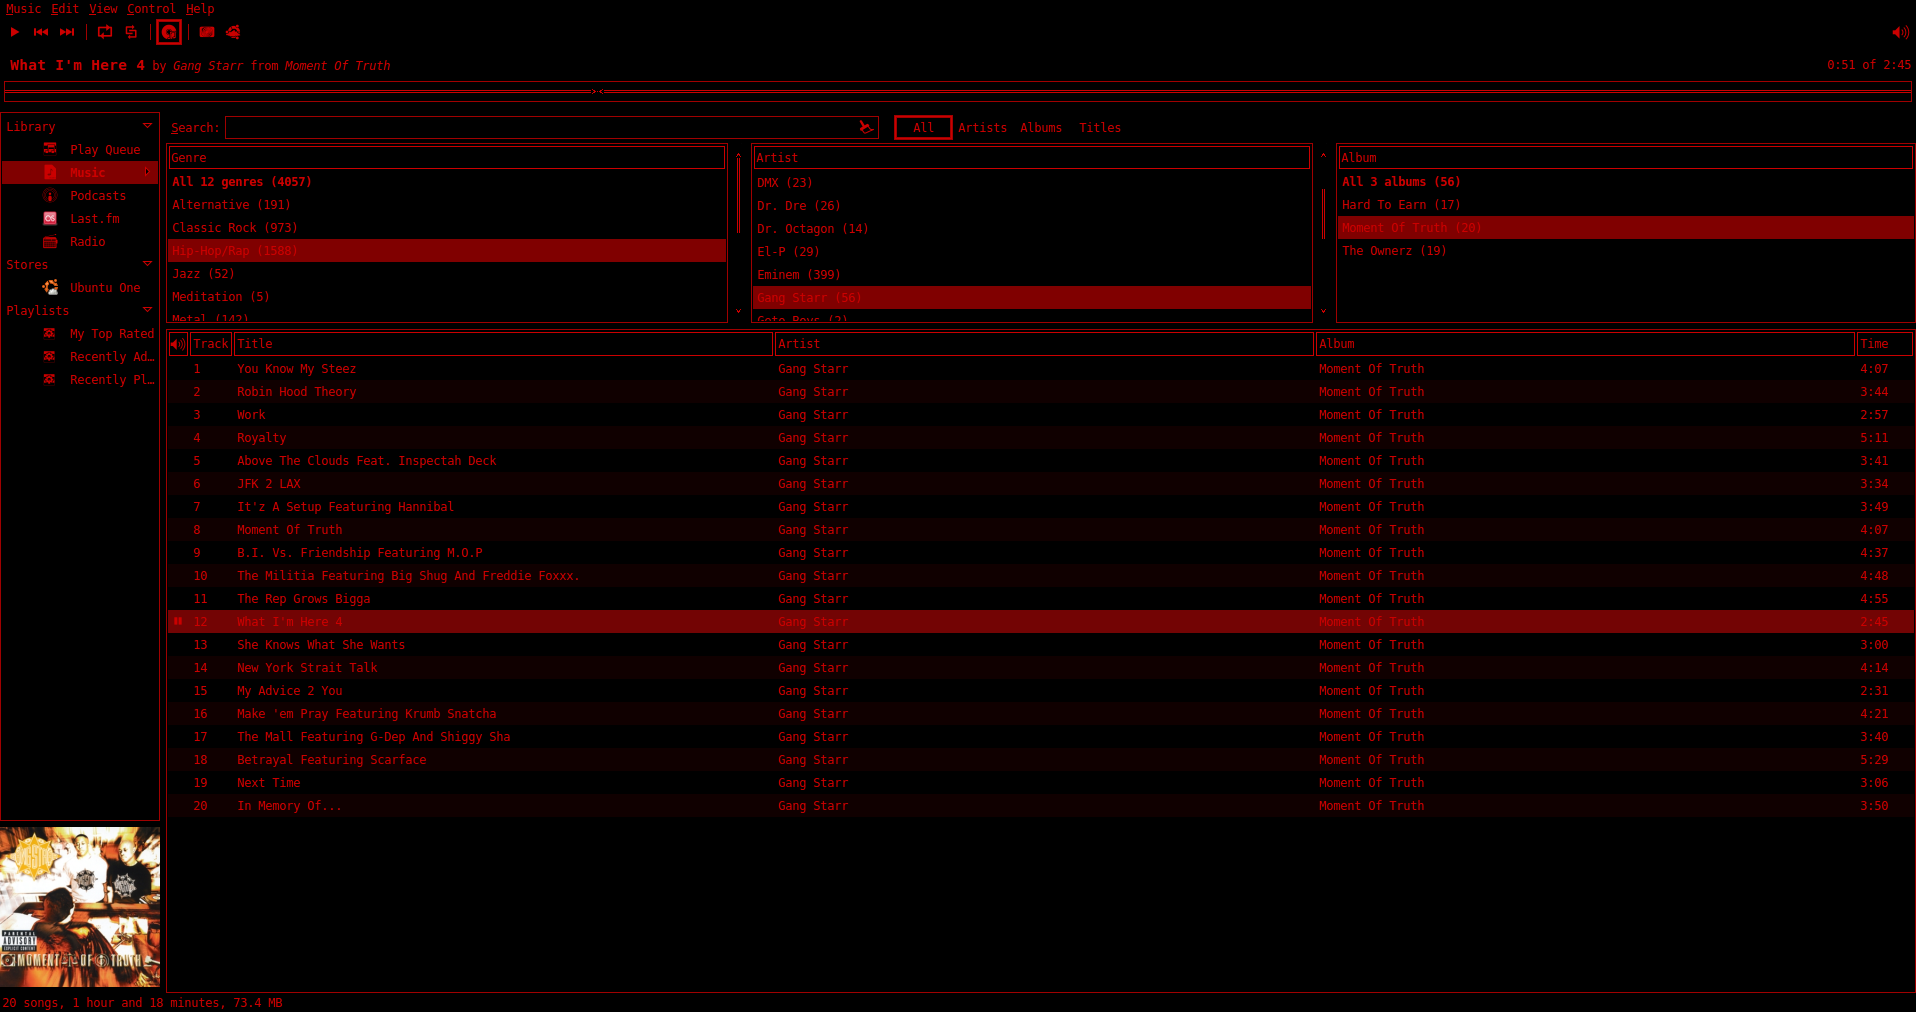 Music Edit View Control Help
What I'm Here 4 by Gang Starr from Moment Of Truth
0:51 of 2:45
Library
Play Queue
Music
Podcasts
Last.fm
Radio
Stores
Ubuntu One
Playlists
My Top Rated
Recently Ad…
Recently Pl…
Search:
All Artists Albums Titles
Genre
All 12 genres (4057)
Alternative (191)
Classic Rock (973)
Hip-Hop/Rap (1588)
Jazz (52)
Meditation (5)
Metal (142)
Artist
DMX (23)
Dr. Dre (26)
Dr. Octagon (14)
El-P (29)
Eminem (399)
Gang Starr (56)
Geto Boys (2)
Album
All 3 albums (56)
Hard To Earn (17)
Moment Of Truth (20)
The Ownerz (19)
Track Title Artist Album Time
1 You Know My Steez Gang Starr Moment Of Truth 4:07
2 Robin Hood Theory Gang Starr Moment Of Truth 3:44
3 Work Gang Starr Moment Of Truth 2:57
4 Royalty Gang Starr Moment Of Truth 5:11
5 Above The Clouds Feat. Inspectah Deck Gang Starr Moment Of Truth 3:41
6 JFK 2 LAX Gang Starr Moment Of Truth 3:34
7 It'z A Setup Featuring Hannibal Gang Starr Moment Of Truth 3:49
8 Moment Of Truth Gang Starr Moment Of Truth 4:07
9 B.I. Vs. Friendship Featuring M.O.P Gang Starr Moment Of Truth 4:37
10 The Militia Featuring Big Shug And Freddie Foxxx. Gang Starr Moment Of Truth 4:48
11 The Rep Grows Bigga Gang Starr Moment Of Truth 4:55
12 What I'm Here 4 Gang Starr Moment Of Truth 2:45
13 She Knows What She Wants Gang Starr Moment Of Truth 3:00
14 New York Strait Talk Gang Starr Moment Of Truth 4:14
15 My Advice 2 You Gang Starr Moment Of Truth 2:31
16 Make 'em Pray Featuring Krumb Snatcha Gang Starr Moment Of Truth 4:21
17 The Mall Featuring G-Dep And Shiggy Sha Gang Starr Moment Of Truth 3:40
18 Betrayal Featuring Scarface Gang Starr Moment Of Truth 5:29
19 Next Time Gang Starr Moment Of Truth 3:06
20 In Memory Of... Gang Starr Moment Of Truth 3:50
GANGSTARR
PARENTAL
ADVISORY
EXPLICIT CONTENT
MOMENT OF TRUTH
20 songs, 1 hour and 18 minutes, 73.4 MB